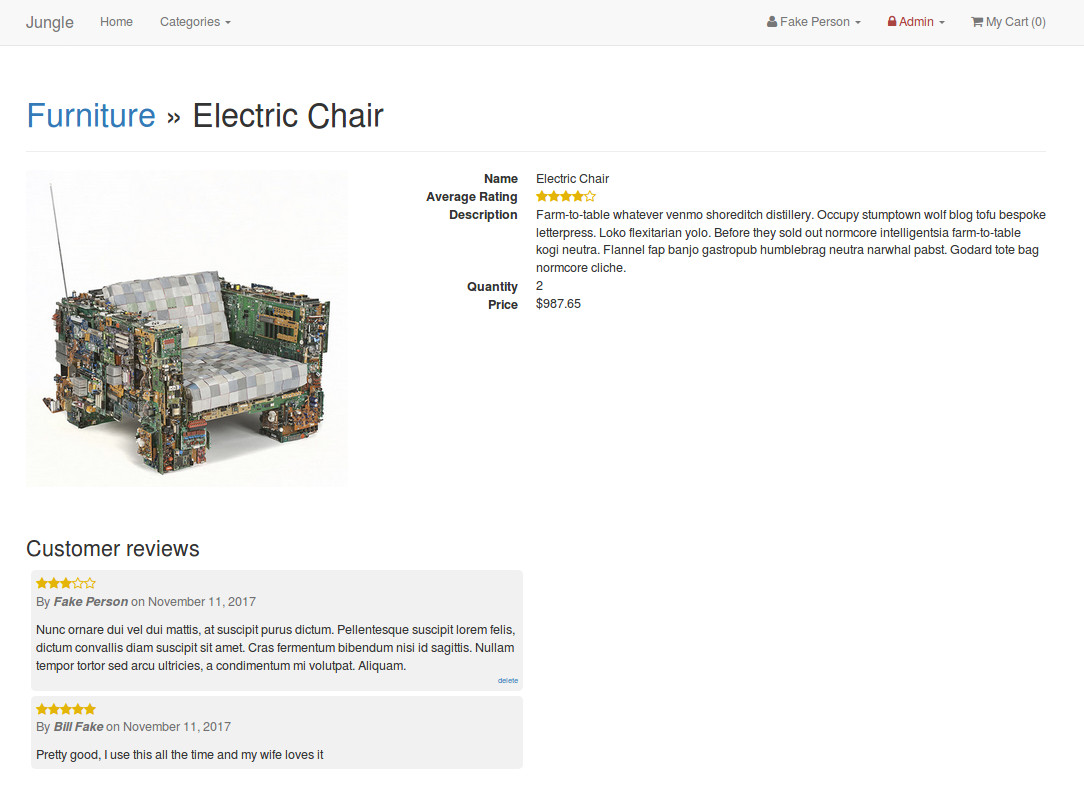 Jungle Home Categories Fake Person Admin My Cart (0)
Furniture » Electric Chair
Name Electric Chair
Average Rating
Description Farm-to-table whatever venmo shoreditch distillery. Occupy stumptown wolf blog tofu bespoke
letterpress. Loko flexitarian yolo. Before they sold out normcore intelligentsia farm-to-table
kogi neutra. Flannel fap banjo gastropub humblebrag neutra narwhal pabst. Godard tote bag
normcore cliche.
Quantity 2
Price $987.65
Customer reviews
By Fake Person on November 11, 2017
Nunc ornare dui vel dui mattis, at suscipit purus dictum. Pellentesque suscipit lorem felis,
dictum convallis diam suscipit sit amet. Cras fermentum bibendum nisi id sagittis. Nullam
tempor tortor sed arcu ultricies, a condimentum mi volutpat. Aliquam.
delete
By Bill Fake on November 11, 2017
Pretty good, I use this all the time and my wife loves it